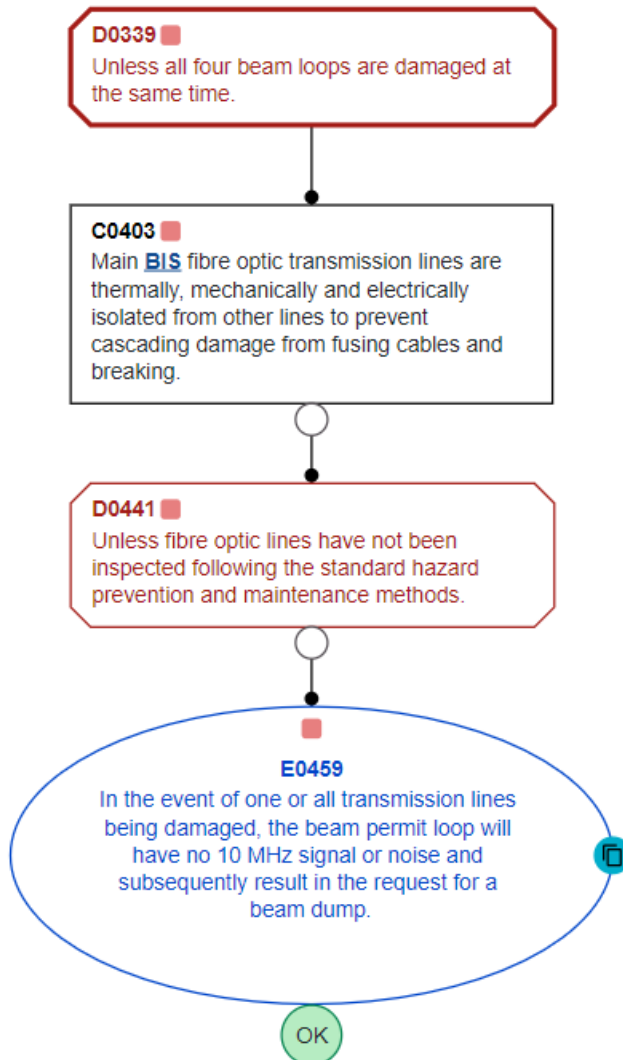 D0339
Unless all four beam loops are damaged at
the same time.
C0403
Main BIS fibre optic transmission lines are
thermally, mechanically and electrically
isolated from other lines to prevent
cascading damage from fusing cables and
breaking.
D0441
Unless fibre optic lines have not been
inspected following the standard hazard
prevention and maintenance methods.
E0459
In the event of one or all transmission lines
being damaged, the beam permit loop will
have no 10 MHz signal or noise and
subsequently result in the request for a
beam dump.
OK